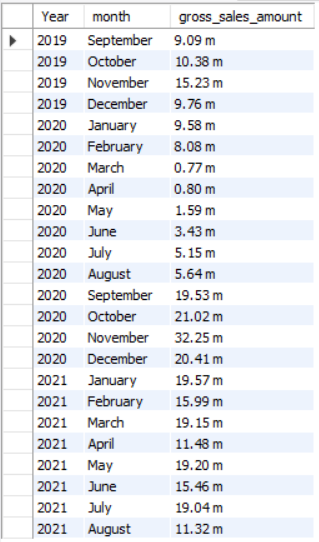 Year month gross_sales_amount
2019 September 9.09 m
2019 October 10.38 m
2019 November 15.23 m
2019 December 9.76 m
2020 January 9.58 m
2020 February 8.08 m
2020 March 0.77 m
2020 April 0.80 m
2020 May 1.59 m
2020 June 3.43 m
2020 July 5.15 m
2020 August 5.64 m
2020 September 19.53 m
2020 October 21.02 m
2020 November 32.25 m
2020 December 20.41 m
2021 January 19.57 m
2021 February 15.99 m
2021 March 19.15 m
2021 April 11.48 m
2021 May 19.20 m
2021 June 15.46 m
2021 July 19.04 m
2021 August 11.32 m